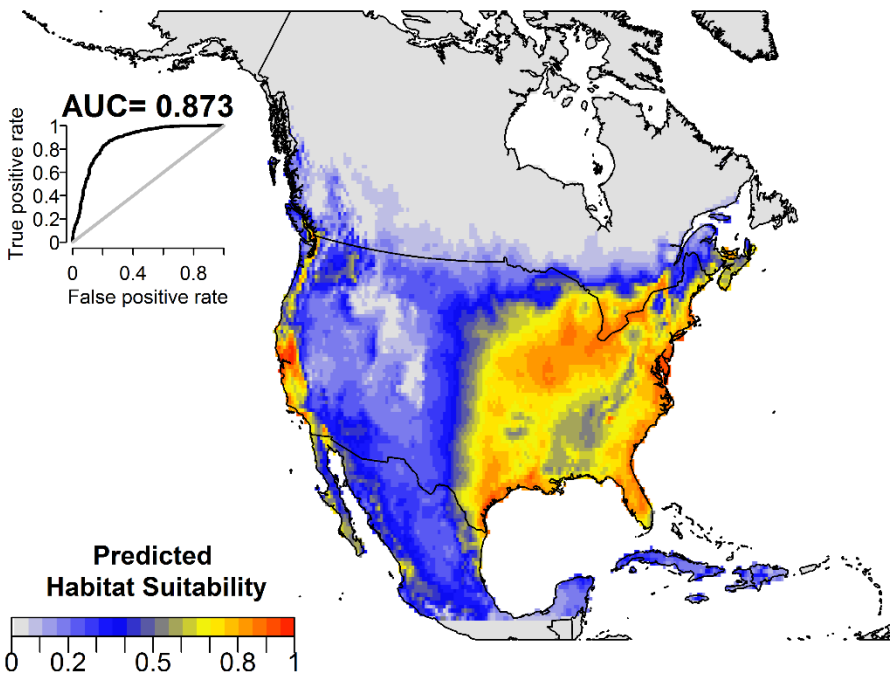 AUC= 0.873
True positive rate
1
0.8
0.6
0.4
0.2
0
0 0.4 0.8
False positive rate
Predicted
Habitat Suitability
0 0.2 0.5 0.8 1